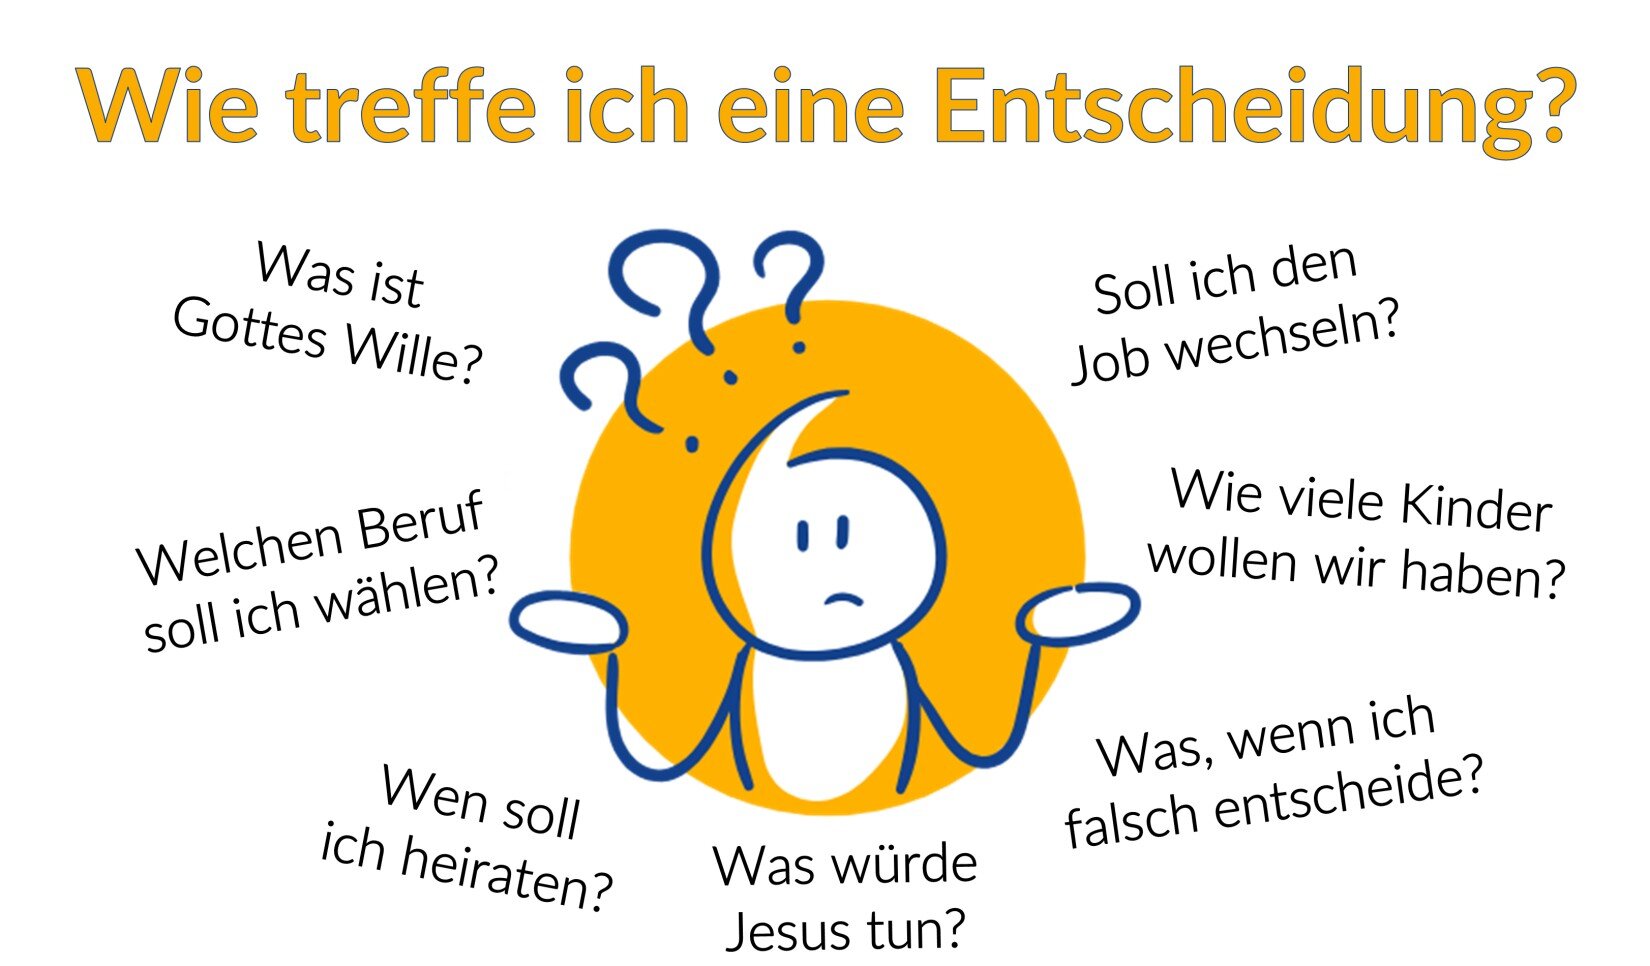 Wie treffe ich eine Entscheidung?
Was ist
Gottes Wille?
Soll ich den
Job wechseln?
Welchen Beruf
soll ich wählen?
Wie viele Kinder
wollen wir haben?
Wen soll
ich heiraten?
Was würde
Jesus tun?
Was, wenn ich
falsch entscheide?